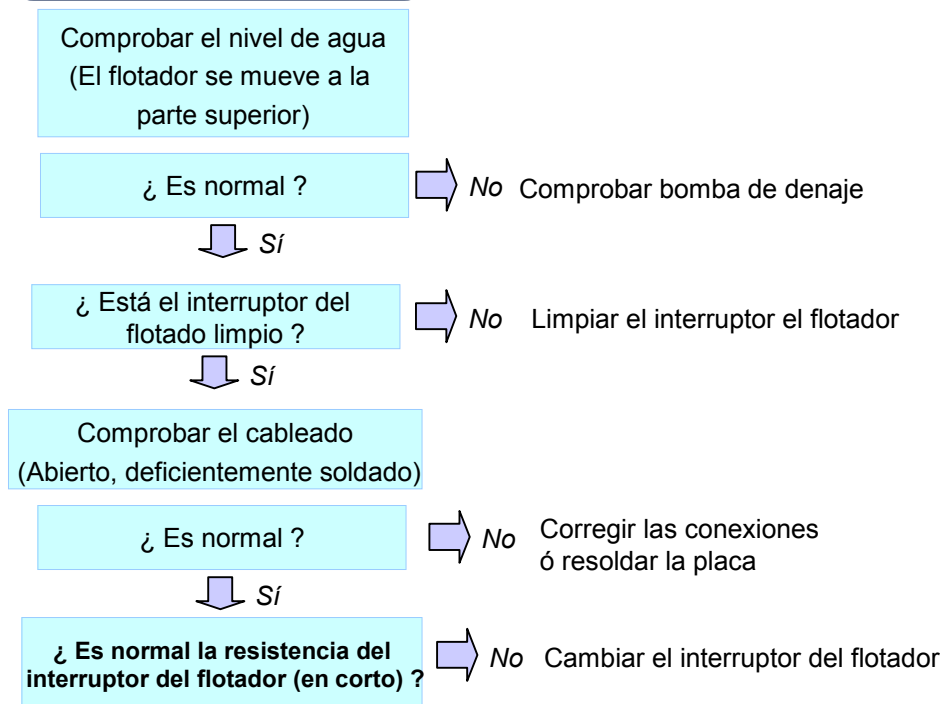 Comprobar el nivel de agua
(El flotador se mueve a la
parte superior)
¿ Es normal ?
No Comprobar bomba de denaje
Sí
¿ Está el interruptor del
flotado limpio ?
No Limpiar el interruptor el flotador
Sí
Comprobar el cableado
(Abierto, deficientemente soldado)
¿ Es normal ?
No Corregir las conexiones
ó resoldar la placa
Sí
¿ Es normal la resistencia del
interruptor del flotador (en corto) ?
No Cambiar el interruptor del flotador